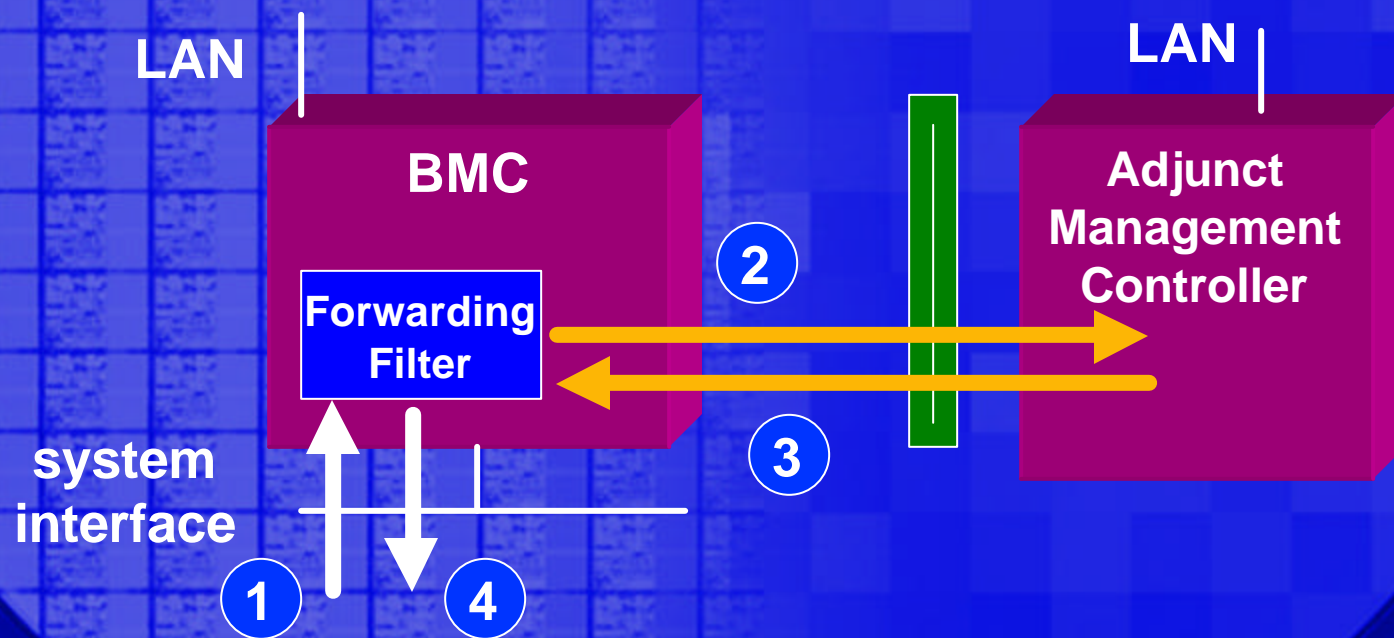 LAN
LAN
BMC
Adjunct
Management
Controller
2
Forwarding
Filter
3
system
interface
1
4